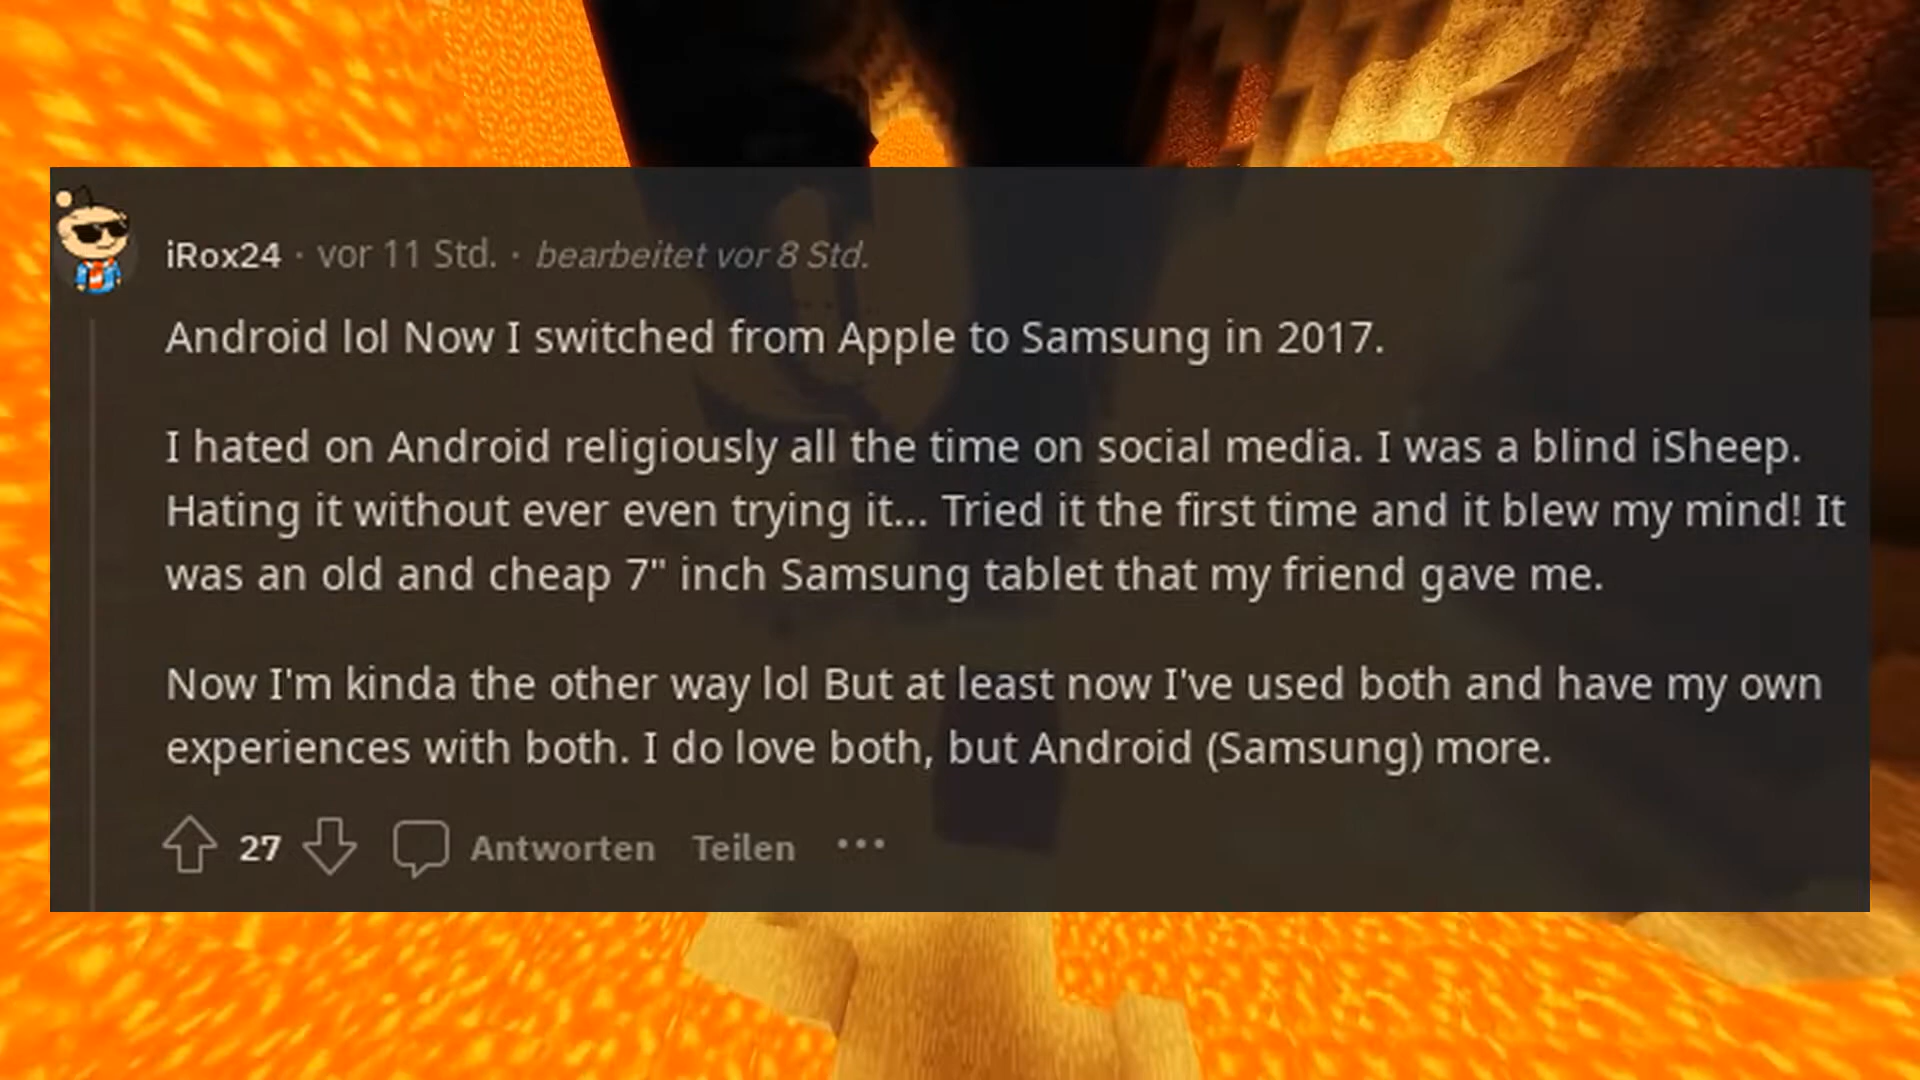 iRox24 · vor 11 Std. · bearbeitet vor 8 Std.
Android lol Now I switched from Apple to Samsung in 2017.
I hated on Android religiously all the time on social media. I was a blind iSheep.
Hating it without ever even trying it... Tried it the first time and it blew my mind! It
was an old and cheap 7" inch Samsung tablet that my friend gave me.
Now I'm kinda the other way lol But at least now I've used both and have my own
experiences with both. I do love both, but Android (Samsung) more.
27 Antworten Teilen ...